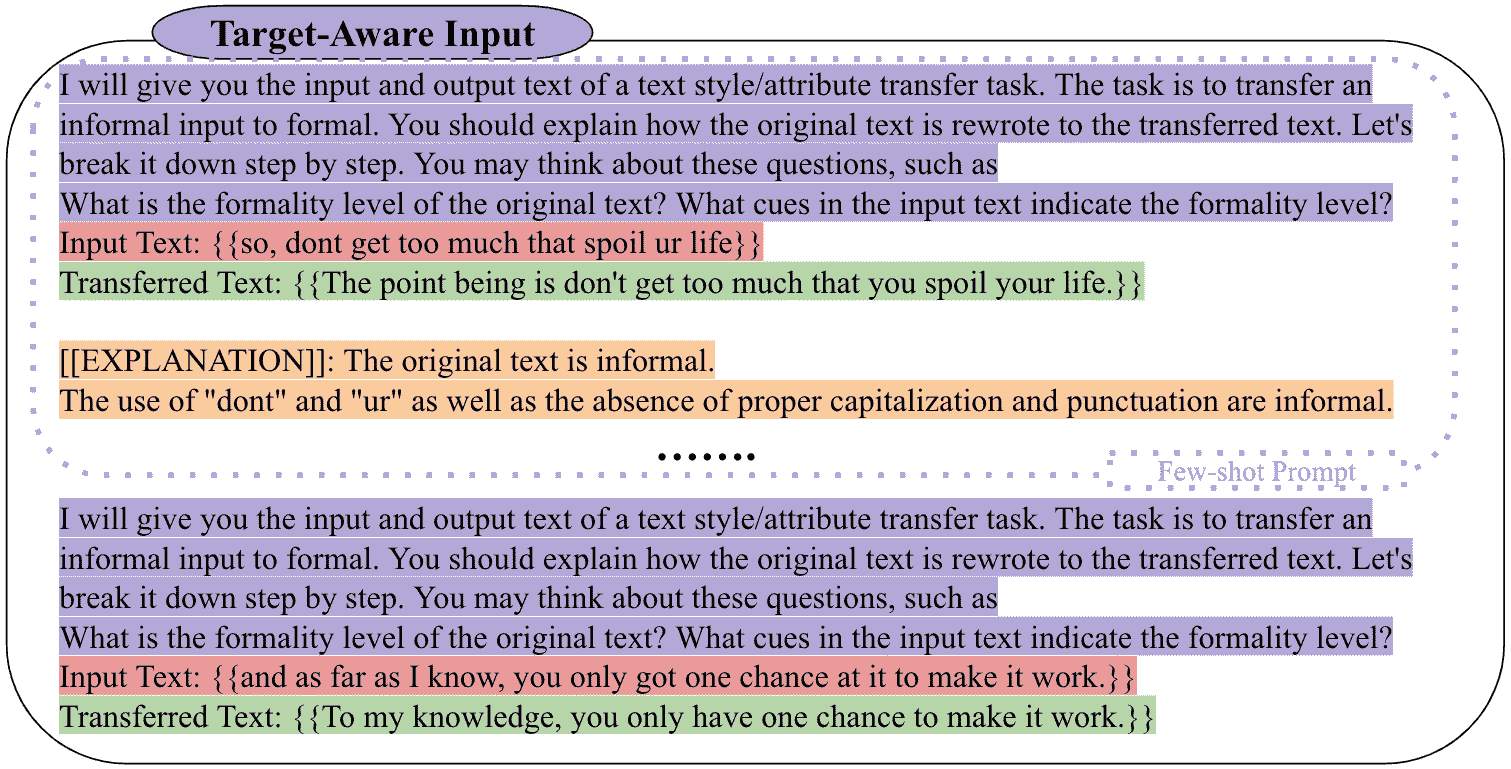 Target-Aware Input
I will give you the input and output text of a text style/attribute transfer task. The task is to transfer an
informal input to formal. You should explain how the original text is rewrote to the transferred text. Let's
break it down step by step. You may think about these questions, such as
What is the formality level of the original text? What cues in the input text indicate the formality level?
Input Text: {{so, dont get too much that spoil ur life}}
Transferred Text: {{The point being is don't get too much that you spoil your life.}}
[[EXPLANATION]]: The original text is informal.
The use of "dont" and "ur" as well as the absence of proper capitalization and punctuation are informal.
.......
Few-shot Prompt
I will give you the input and output text of a text style/attribute transfer task. The task is to transfer an
informal input to formal. You should explain how the original text is rewrote to the transferred text. Let's
break it down step by step. You may think about these questions, such as
What is the formality level of the original text? What cues in the input text indicate the formality level?
Input Text: {{and as far as I know, you only got one chance at it to make it work.}}
Transferred Text: {{To my knowledge, you only have one chance to make it work.}}